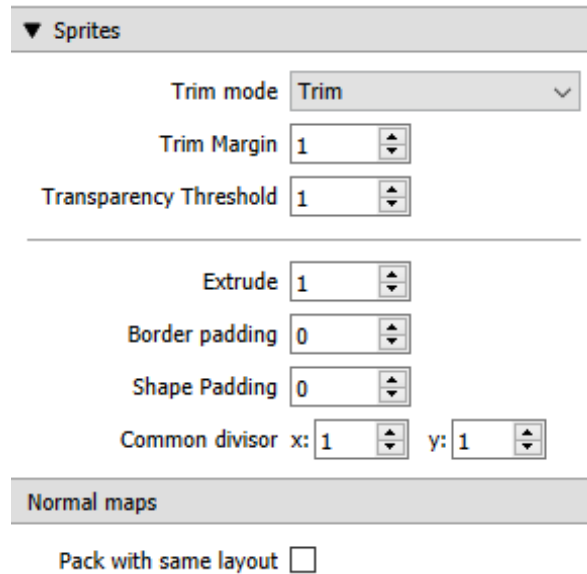 Sprites
Trim mode Trim
Trim Margin 1
Transparency Threshold 1
Extrude 1
Border padding 0
Shape Padding 0
Common divisor x: 1 y: 1
Normal maps
Pack with same layout